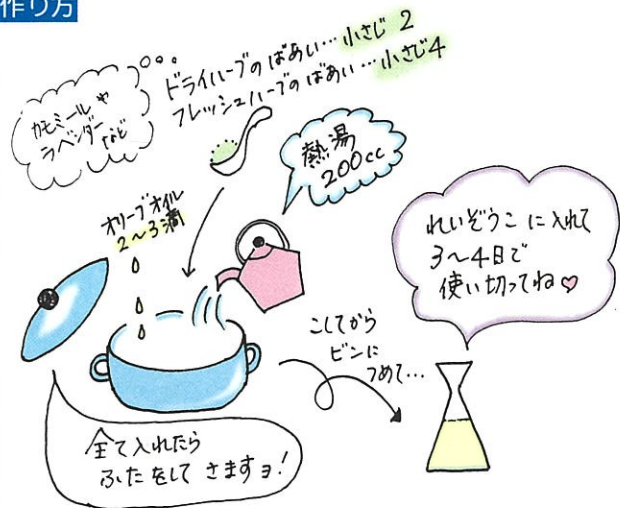 作り方
カモミールや
ラベンダー
など
ドライハーブのばあい…小さじ 2
フレッシュハーブのばあい…小さじ4
熱湯
200cc
オリーブオイル
2〜3滴
全て入れたら
ふたをして さますョ!
こしてから
ビンに
つめて…
れいぞうこに入れて
3〜4日で
使い切ってね♡